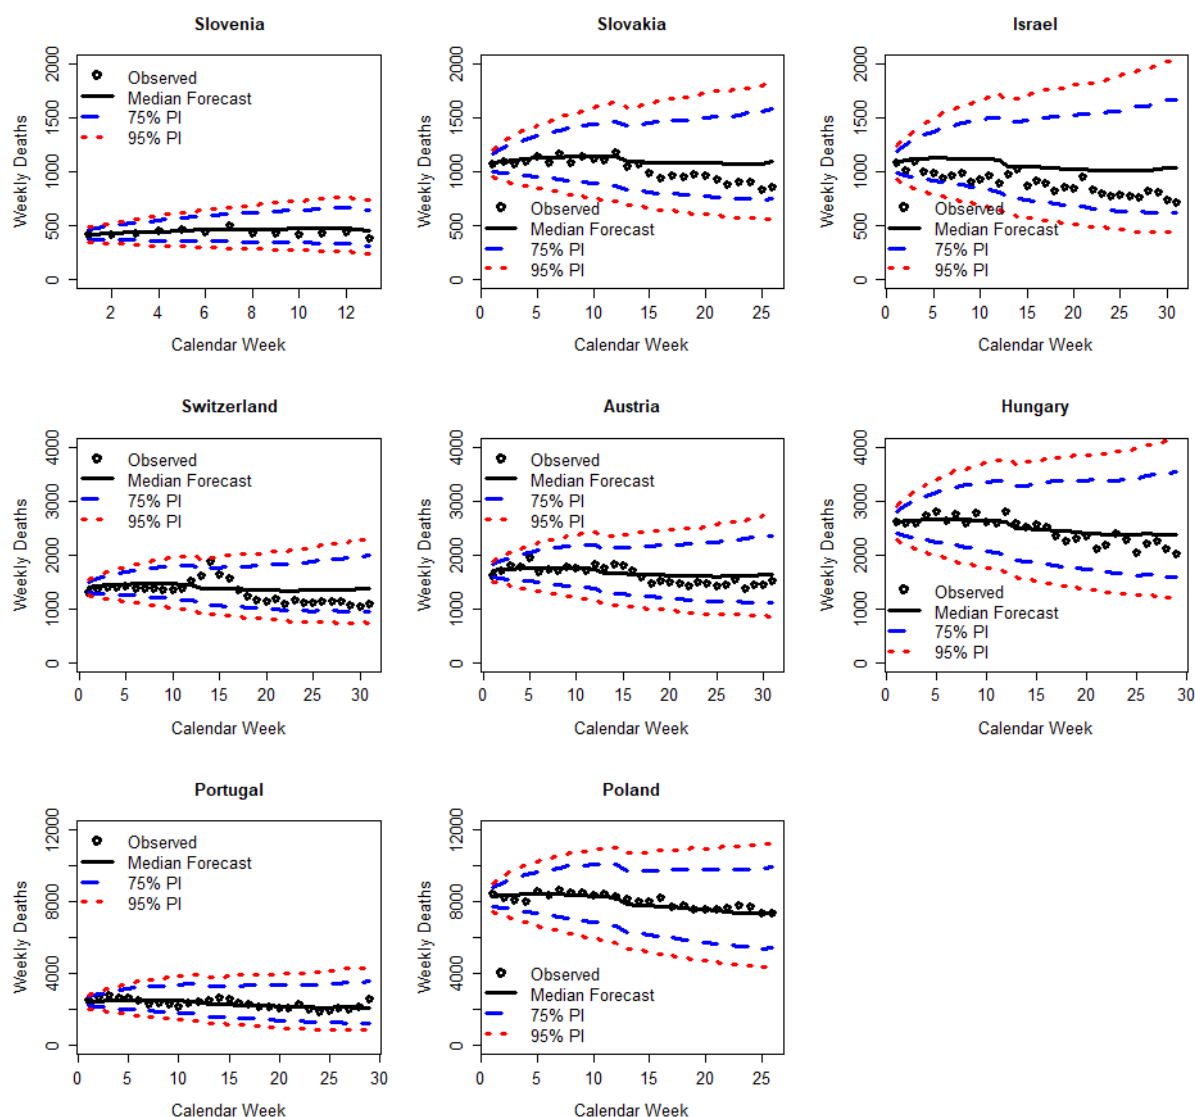 Slovenia
Weekly Deaths
2000
1500
1000
500
0
Observed
Median Forecast
75% PI
95% PI
2 4 6 8 10 12
Calendar Week
Slovakia
Weekly Deaths
2000
1500
1000
500
0
Observed
Median Forecast
75% PI
95% PI
0 5 10 15 20 25
Calendar Week
Israel
Weekly Deaths
2000
1500
1000
500
0
Observed
Median Forecast
75% PI
95% PI
0 5 10 15 20 25 30
Calendar Week
Switzerland
Weekly Deaths
4000
3000
2000
1000
0
Observed
Median Forecast
75% PI
95% PI
0 5 10 15 20 25 30
Calendar Week
Austria
Weekly Deaths
4000
3000
2000
1000
0
Observed
Median Forecast
75% PI
95% PI
0 5 10 15 20 25 30
Calendar Week
Hungary
Weekly Deaths
4000
3000
2000
1000
0
Observed
Median Forecast
75% PI
95% PI
0 5 10 15 20 25 30
Calendar Week
Portugal
Weekly Deaths
12000
8000
4000
0
Observed
Median Forecast
75% PI
95% PI
0 5 10 15 20 25 30
Calendar Week
Poland
Weekly Deaths
12000
8000
4000
0
Observed
Median Forecast
75% PI
95% PI
0 5 10 15 20 25
Calendar Week